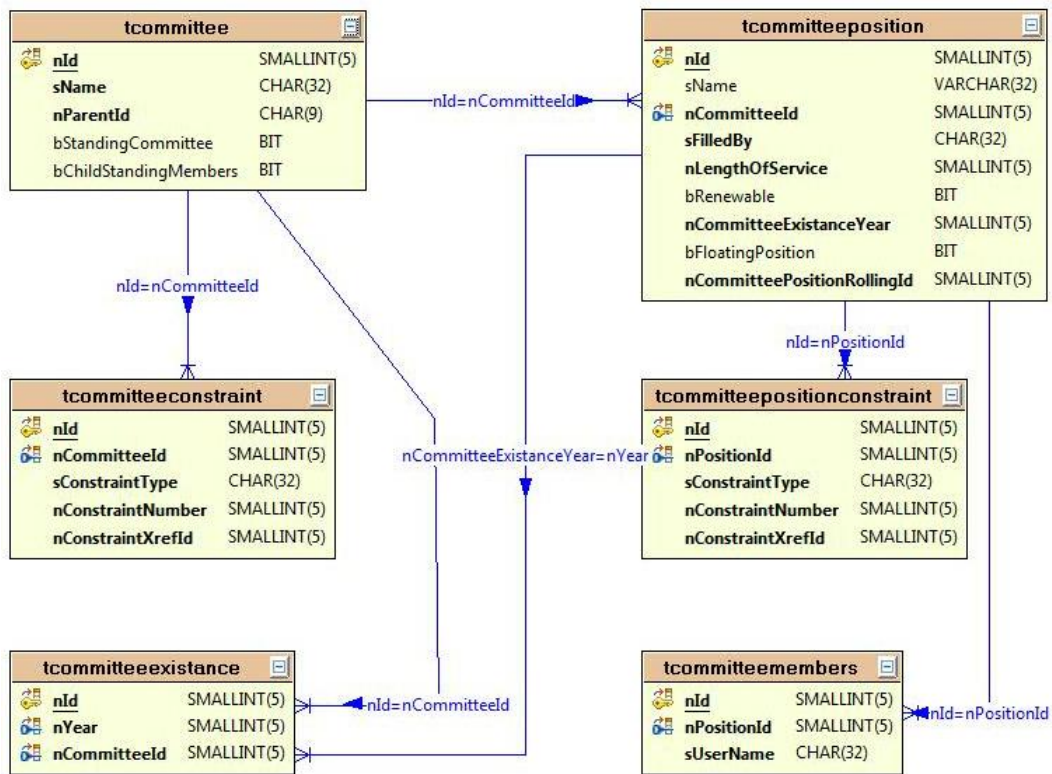 tcommittee
nId SMALLINT(5)
sName CHAR(32)
nParentId CHAR(9)
bStandingCommittee BIT
bChildStandingMembers BIT
nId=nCommitteeId
tcommitteeposition
nId SMALLINT(5)
sName VARCHAR(32)
nCommitteeId SMALLINT(5)
sFilledBy CHAR(32)
nLengthOfService SMALLINT(5)
bRenewable BIT
nCommitteeExistanceYear SMALLINT(5)
bFloatingPosition BIT
nCommitteePositionRollingId SMALLINT(5)
nId=nCommitteeId
nId=nPositionId
tcommitteeconstraint
nId SMALLINT(5)
nCommitteeId SMALLINT(5)
sConstraintType CHAR(32)
nConstraintNumber SMALLINT(5)
nConstraintXrefId SMALLINT(5)
nCommitteeExistanceYear=nYear
tcommitteepositionconstraint
nId SMALLINT(5)
nPositionId SMALLINT(5)
sConstraintType CHAR(32)
nConstraintNumber SMALLINT(5)
nConstraintXrefId SMALLINT(5)
tcommitteeexistance
nId SMALLINT(5)
nYear SMALLINT(5)
nCommitteeId SMALLINT(5)
nId=nCommitteeId
tcommitteemembers
nId SMALLINT(5)
nPositionId SMALLINT(5)
sUserName CHAR(32)
nId=nPositionId